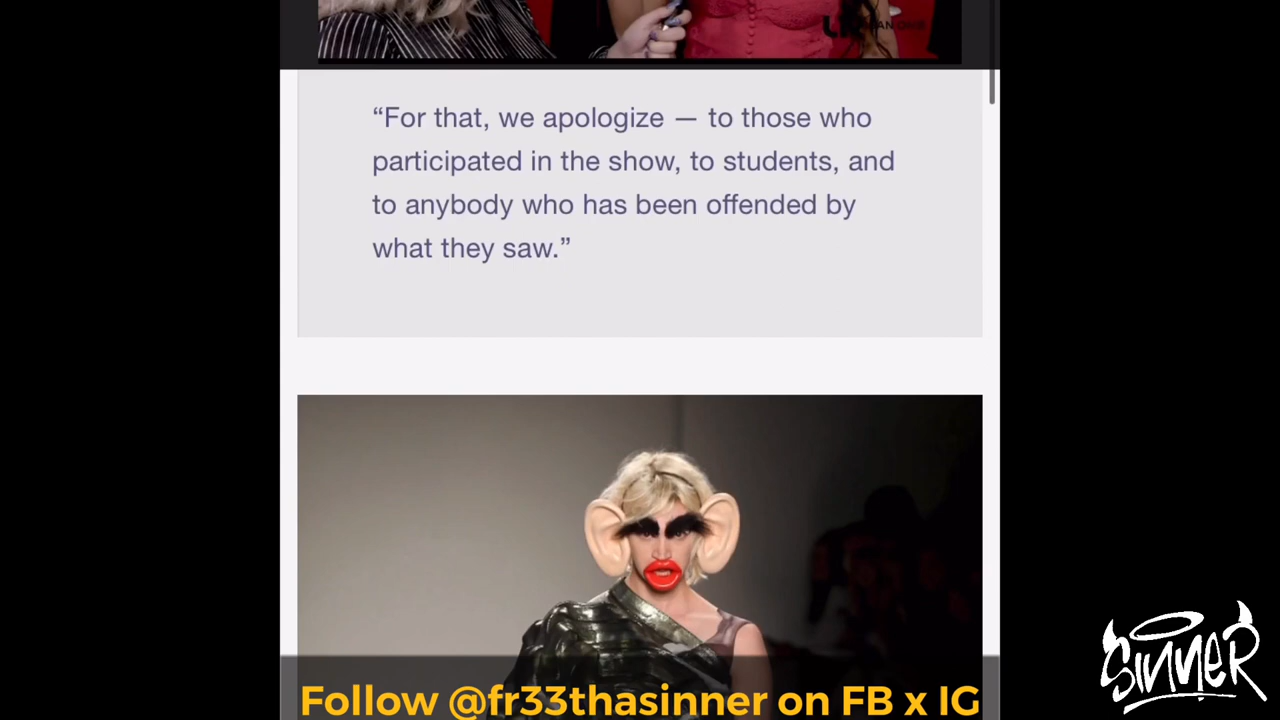 “For that, we apologize — to those who
participated in the show, to students, and
to anybody who has been offended by
what they saw.”
Follow @fr33thasinner on FB x IG
SINNER